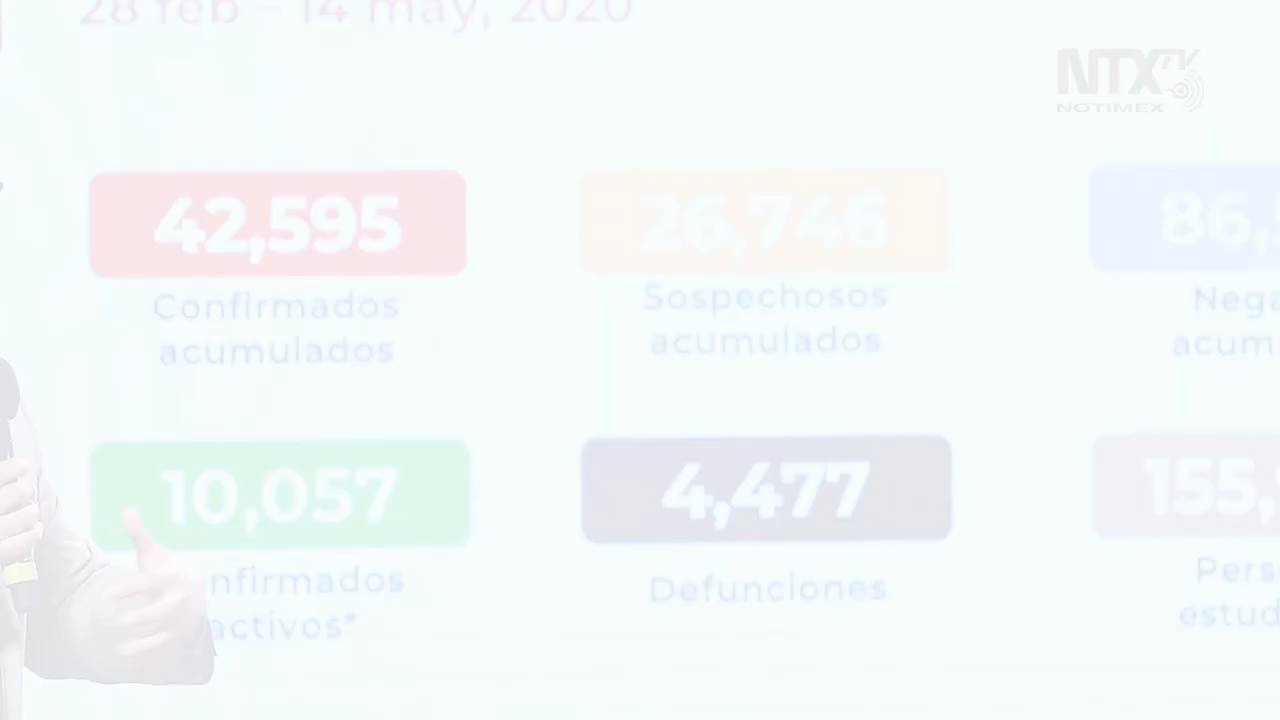 28 feb – 14 may, 2020
NTX
NOTIMEX
42,595
26,746
Confirmados
acumulados
Sospechosos
acumulados
10,057
4,477
activos*
Defunciones